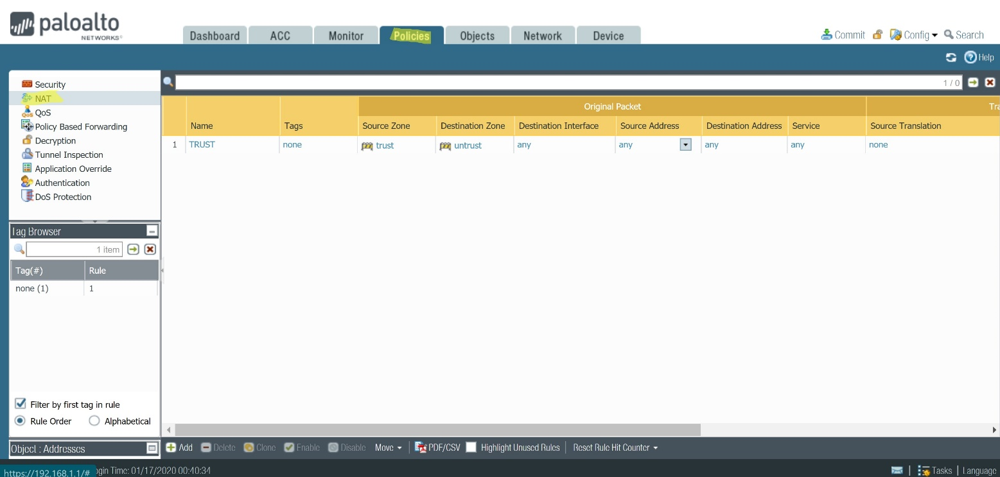 paloalto
NETWORKS®
Dashboard ACC Monitor Policies Objects Network Device
Commit Config Search
Help
Security
NAT
QoS
Policy Based Forwarding
Decryption
Tunnel Inspection
Application Override
Authentication
DoS Protection
Tag Browser
1 item
Tag(#) Rule
none (1) 1
Filter by first tag in rule
Rule Order Alphabetical
Object : Addresses
1 / 0
Original Packet
Name Tags Source Zone Destination Zone Destination Interface Source Address Destination Address Service Source Translation
1 TRUST none trust untrust any any any any none
Add Delete Clone Enable Disable Move PDF/CSV Highlight Unused Rules Reset Rule Hit Counter
https://192.168.1.1/# ogin Time: 01/17/2020 00:40:34 Tasks Language